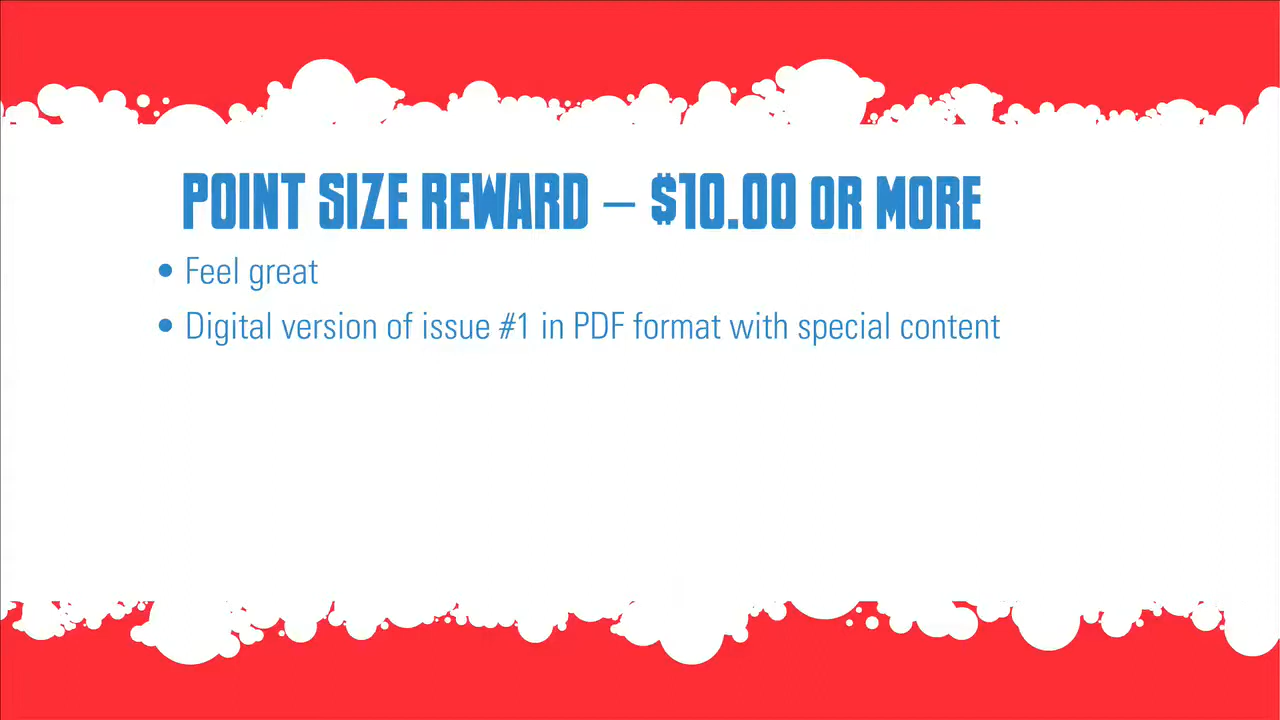 POINT SIZE REWARD – $10.00 OR MORE
• Feel great
• Digital version of issue #1 in PDF format with special content